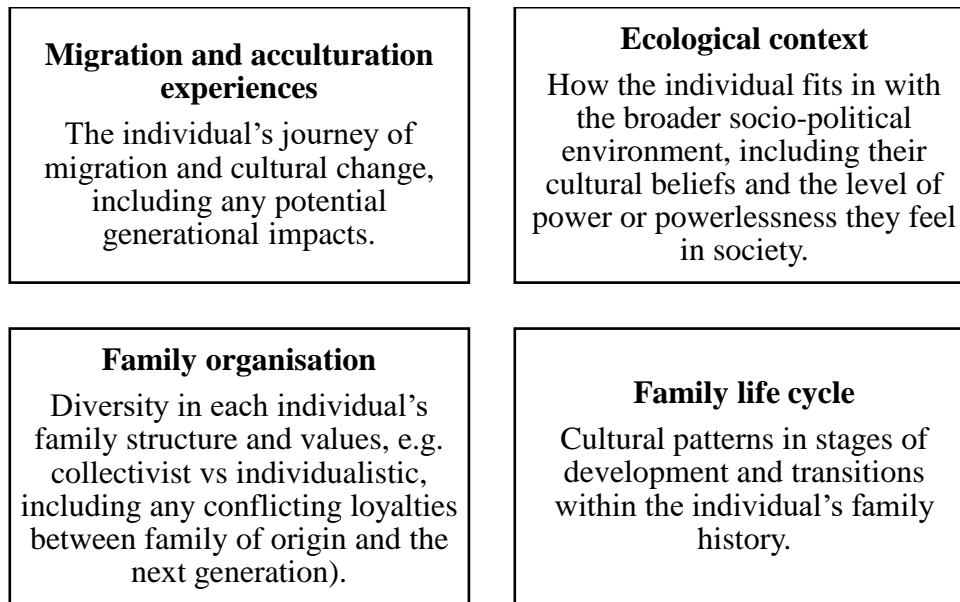 Migration and acculturation
experiences
The individual’s journey of
migration and cultural change,
including any potential
generational impacts.
Ecological context
How the individual fits in with
the broader socio-political
environment, including their
cultural beliefs and the level of
power or powerlessness they feel
in society.
Family organisation
Diversity in each individual’s
family structure and values, e.g.
collectivist vs individualistic,
including any conflicting loyalties
between family of origin and the
next generation).
Family life cycle
Cultural patterns in stages of
development and transitions
within the individual’s family
history.